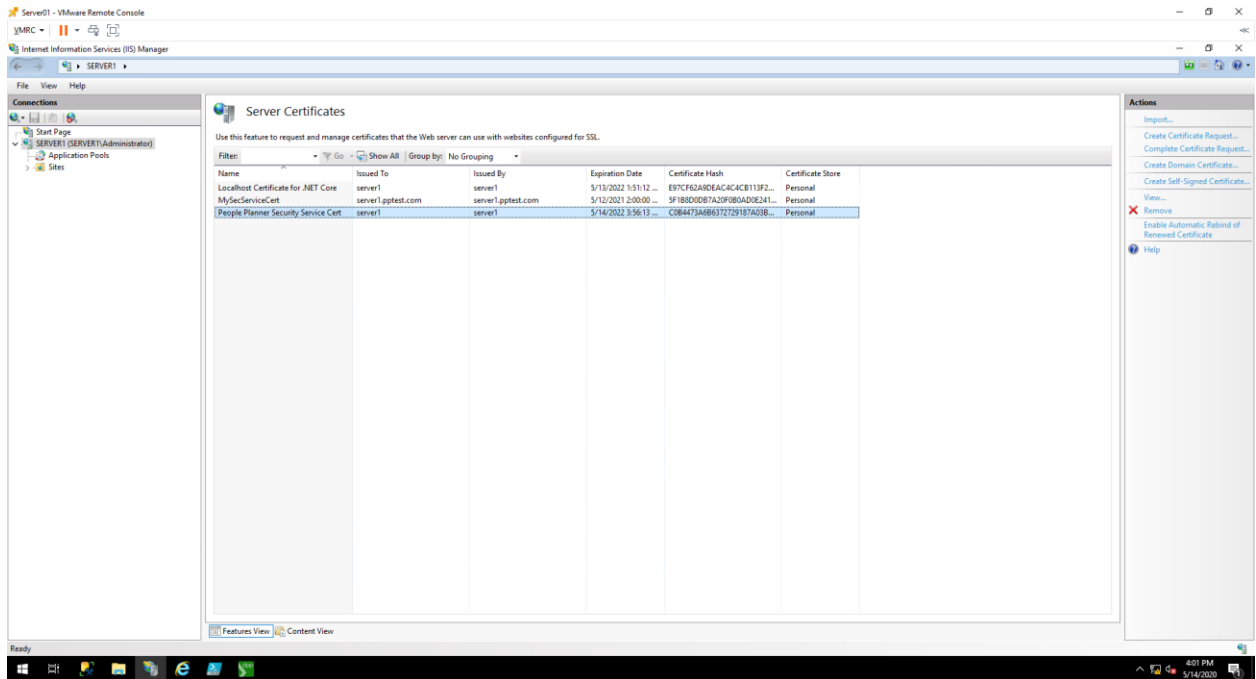 Server01 - VMware Remote Console
VMRC
Internet Information Services (IIS) Manager
SERVER1
File View Help
Connections
Start Page
SERVER1 (SERVER1\Administrator)
Application Pools
Sites
Server Certificates
Use this feature to request and manage certificates that the Web server can use with websites configured for SSL.
Filter: Go Show All Group by: No Grouping
Name Issued To Issued By Expiration Date Certificate Hash Certificate Store
Localhost Certificate for .NET Core server1 server1 5/13/2022 1:51:12 ... E97CF62A9DEAC4C4CB113F2... Personal
MySecServiceCert server1.pptest.com server1.pptest.com 5/12/2021 2:00:00 ... 5F1B8D0DB7A20F0B0AD0E241... Personal
People Planner Security Service Cert server1 server1 5/14/2022 3:56:13 ... C0B4473A6B6372729187A03B... Personal
Features View Content View
Ready
Actions
Import...
Create Certificate Request...
Complete Certificate Request...
Create Domain Certificate...
Create Self-Signed Certificate...
View...
Remove
Enable Automatic Rebind of
Renewed Certificate
Help
4:01 PM
5/14/2020